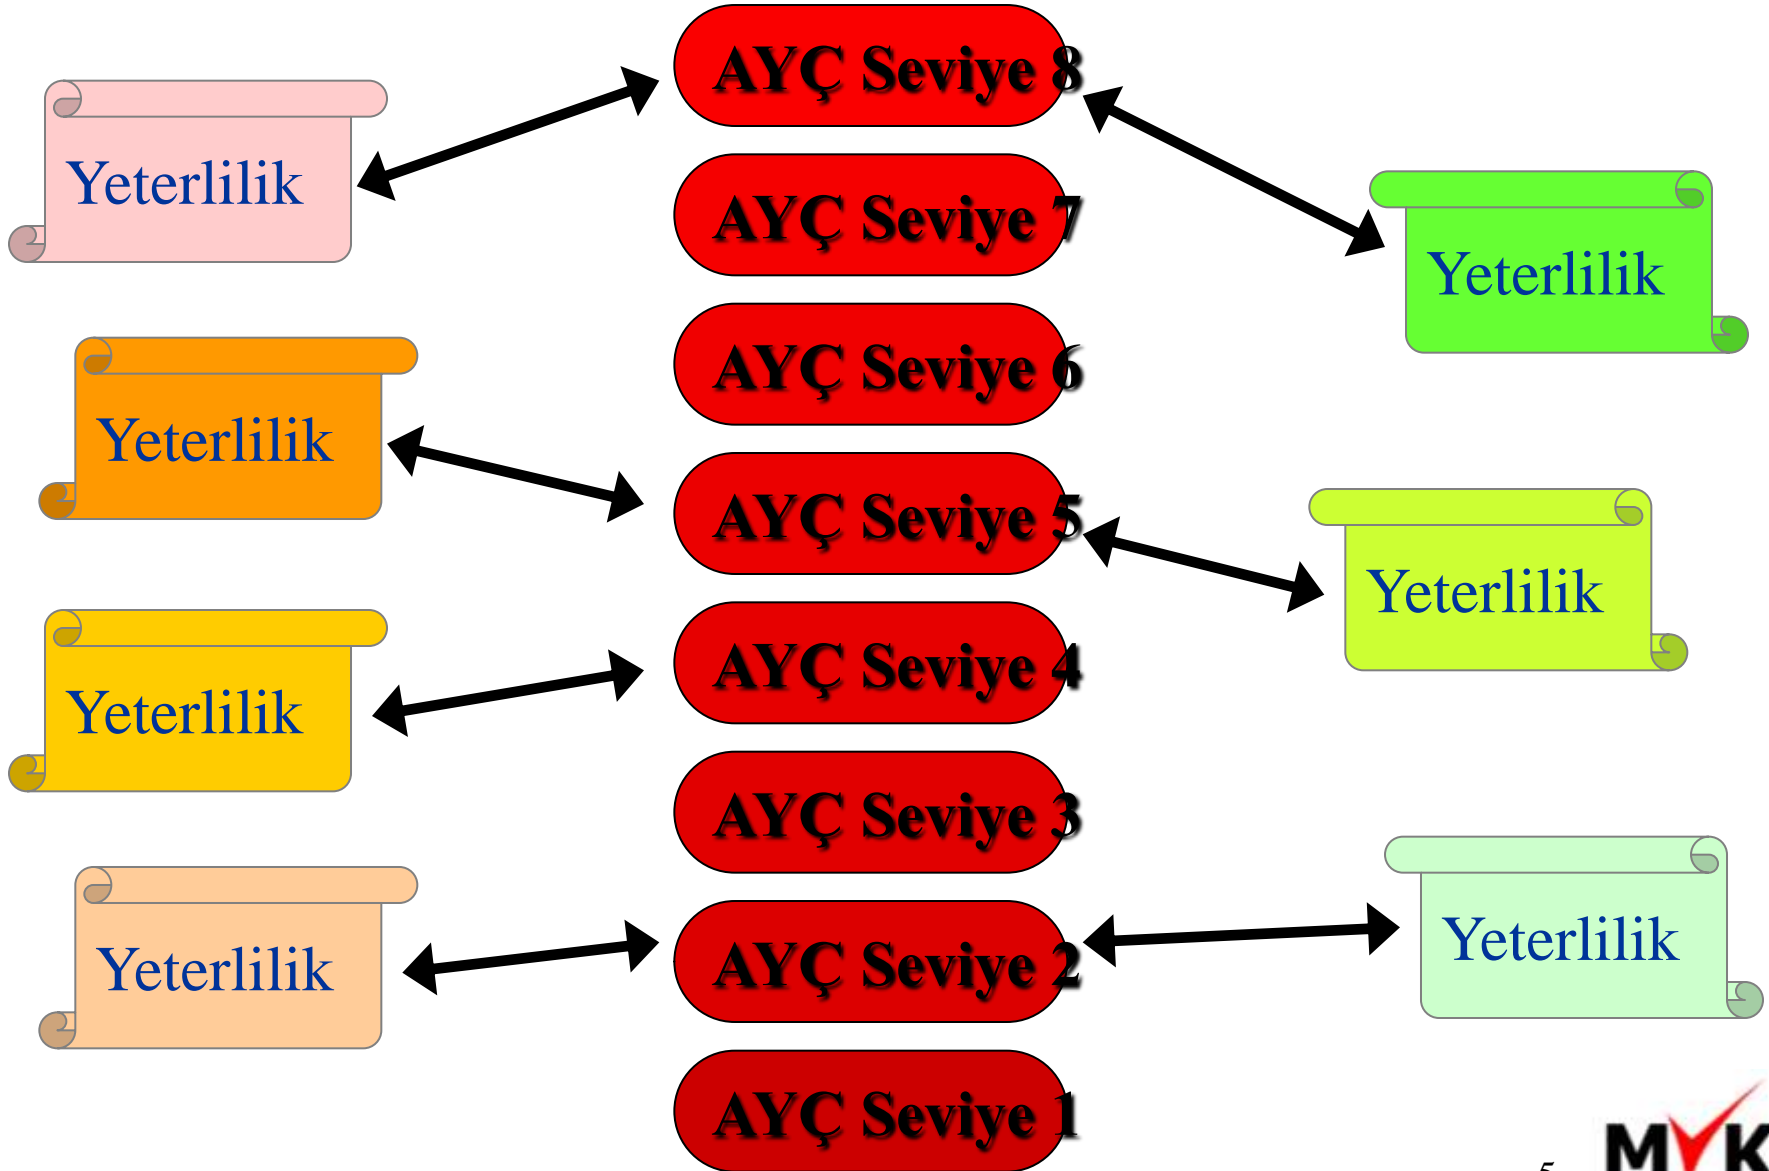 AYÇ Seviye 8
Yeterlilik
AYÇ Seviye 7
Yeterlilik
AYÇ Seviye 6
Yeterlilik
AYÇ Seviye 5
Yeterlilik
AYÇ Seviye 4
Yeterlilik
AYÇ Seviye 3
Yeterlilik
AYÇ Seviye 2
Yeterlilik
AYÇ Seviye 1
5
MYK